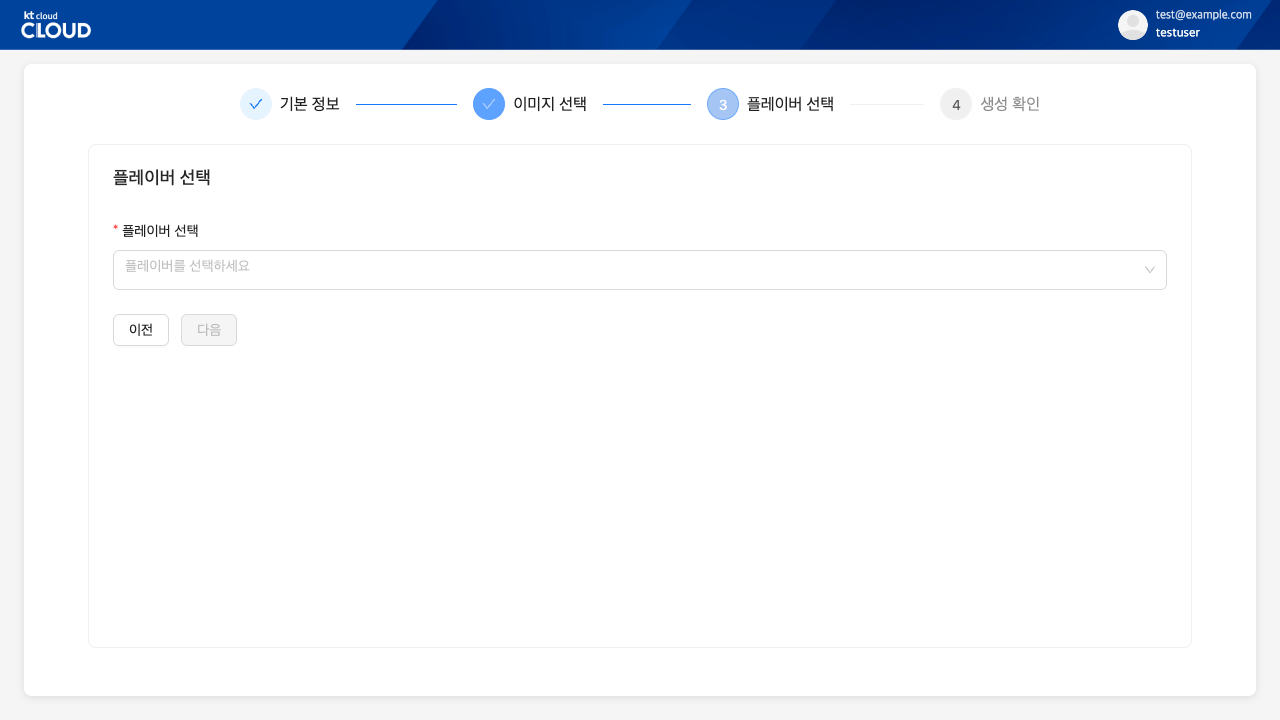 kt cloud
CLOUD
test@example.com
testuser
기본 정보
이미지 선택
3 플레이버 선택
4 생성 확인
플레이버 선택
* 플레이버 선택
플레이버를 선택하세요
이전 다음